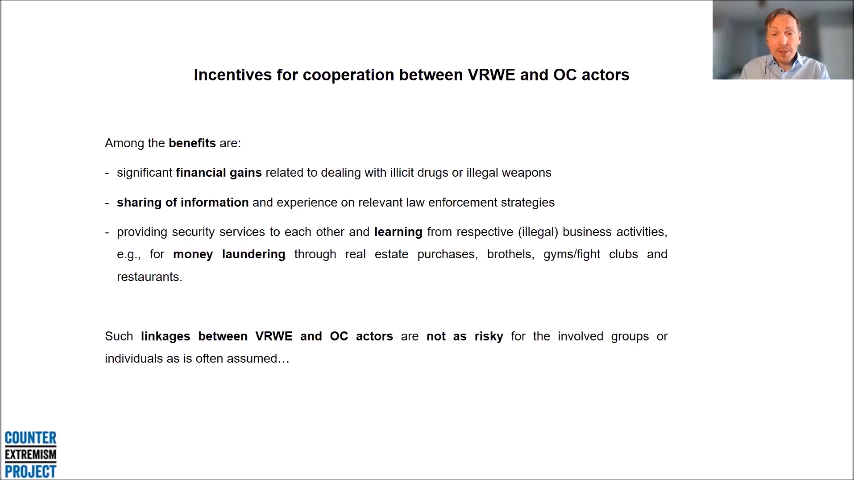 Incentives for cooperation between VRWE and OC actors
Among the benefits are:
- significant financial gains related to dealing with illicit drugs or illegal weapons
- sharing of information and experience on relevant law enforcement strategies
- providing security services to each other and learning from respective (illegal) business activities,
e.g., for money laundering through real estate purchases, brothels, gyms/fight clubs and
restaurants.
Such linkages between VRWE and OC actors are not as risky for the involved groups or
individuals as is often assumed…
COUNTER
EXTREMISM
PROJECT